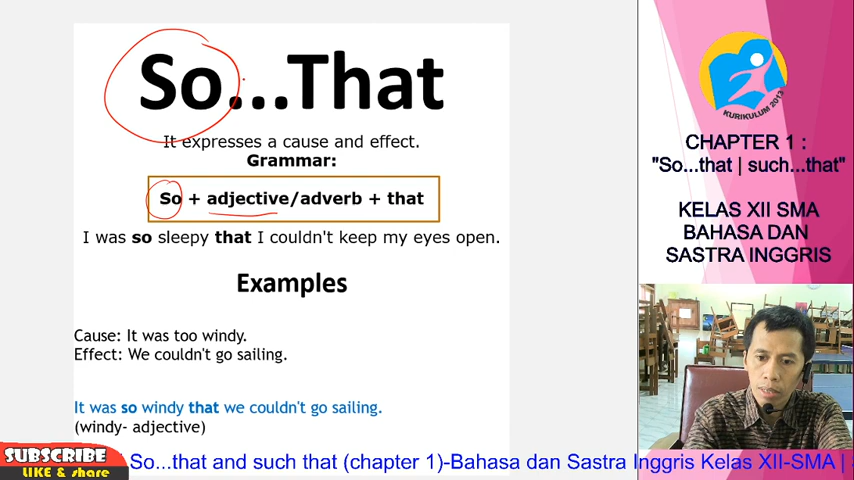 So...That
It expresses a cause and effect.
Grammar:
So + adjective/adverb + that
I was so sleepy that I couldn't keep my eyes open.
Examples
Cause: It was too windy.
Effect: We couldn't go sailing.
It was so windy that we couldn't go sailing.
(windy- adjective)
KURIKULUM 2013
CHAPTER 1 :
"So...that | such...that"
KELAS XII SMA
BAHASA DAN
SASTRA INGGRIS
SUBSCRIBE
LIKE & share
So...that and such that (chapter 1)-Bahasa dan Sastra Inggris Kelas XII-SMA |